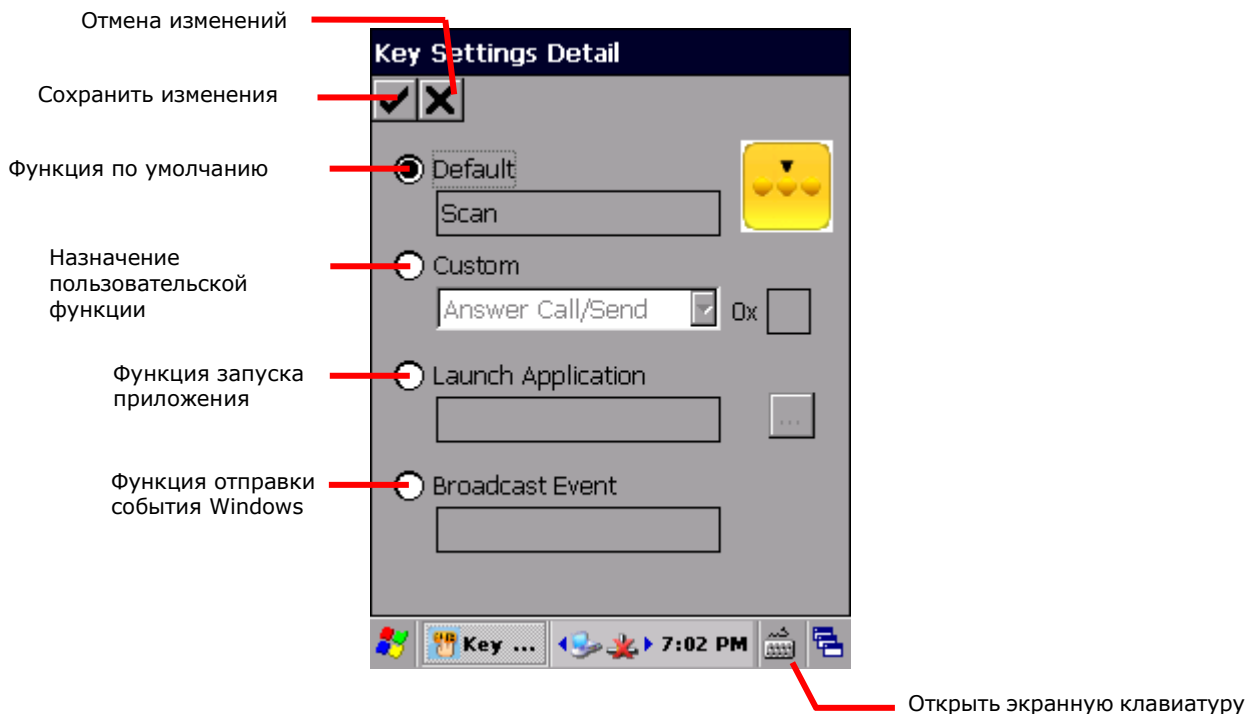 Отмена изменений
Key Settings Detail
Сохранить изменения
Функция по умолчанию
Default
Scan
Назначение
пользовательской
функции
Custom
Answer Call/Send
0x
Функция запуска
приложения
Launch Application
...
Функция отправки
события Windows
Broadcast Event
Key ...
7:02 PM
Открыть экранную клавиатуру